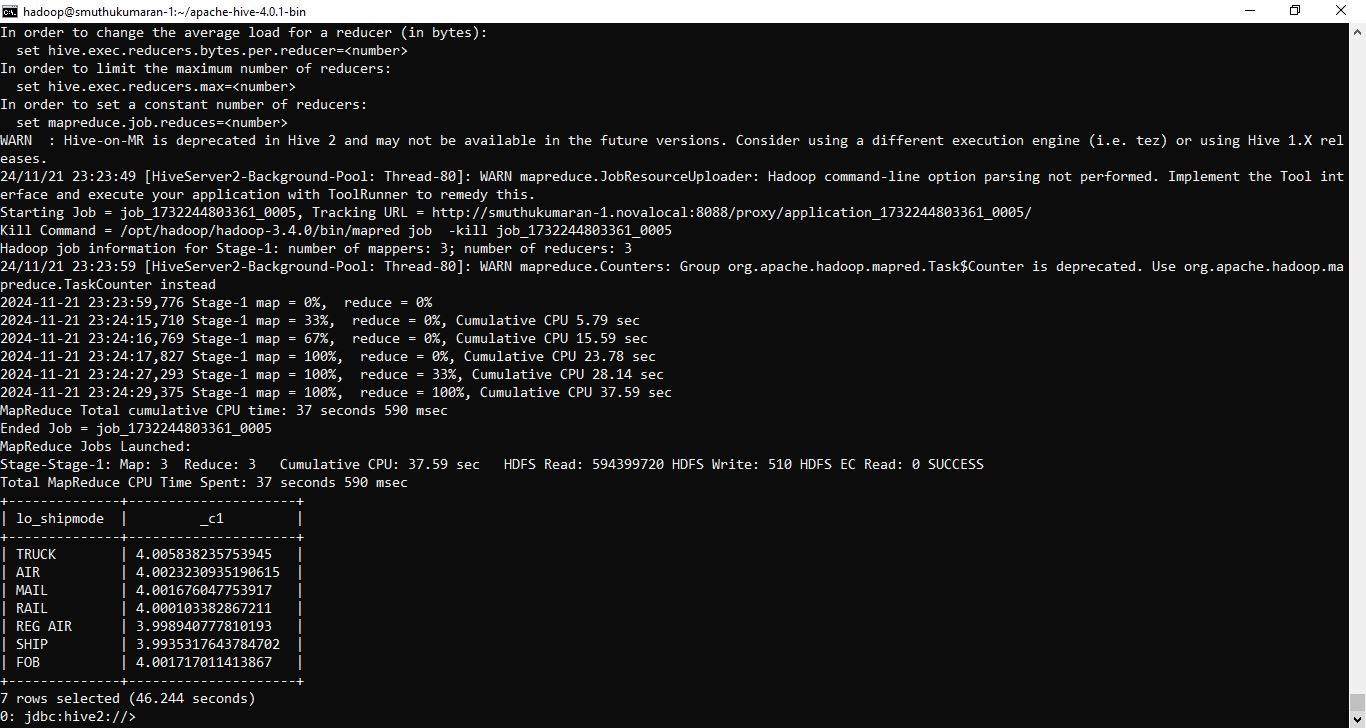 hadoop@smuthukumaran-1:~/apache-hive-4.0.1-bin
In order to change the average load for a reducer (in bytes):
  set hive.exec.reducers.bytes.per.reducer=<number>
In order to limit the maximum number of reducers:
  set hive.exec.reducers.max=<number>
In order to set a constant number of reducers:
  set mapreduce.job.reduces=<number>
WARN  : Hive-on-MR is deprecated in Hive 2 and may not be available in the future versions. Consider using a different execution engine (i.e. tez) or using Hive 1.X rel
eases.
24/11/21 23:23:49 [HiveServer2-Background-Pool: Thread-80]: WARN mapreduce.JobResourceUploader: Hadoop command-line option parsing not performed. Implement the Tool int
erface and execute your application with ToolRunner to remedy this.
Starting Job = job_1732244803361_0005, Tracking URL = http://smuthukumaran-1.novalocal:8088/proxy/application_1732244803361_0005/
Kill Command = /opt/hadoop/hadoop-3.4.0/bin/mapred job  -kill job_1732244803361_0005
Hadoop job information for Stage-1: number of mappers: 3; number of reducers: 3
24/11/21 23:23:59 [HiveServer2-Background-Pool: Thread-80]: WARN mapreduce.Counters: Group org.apache.hadoop.mapred.Task$Counter is deprecated. Use org.apache.hadoop.ma
preduce.TaskCounter instead
2024-11-21 23:23:59,776 Stage-1 map = 0%,  reduce = 0%
2024-11-21 23:24:15,710 Stage-1 map = 33%,  reduce = 0%, Cumulative CPU 5.79 sec
2024-11-21 23:24:16,769 Stage-1 map = 67%,  reduce = 0%, Cumulative CPU 15.59 sec
2024-11-21 23:24:17,827 Stage-1 map = 100%,  reduce = 0%, Cumulative CPU 23.78 sec
2024-11-21 23:24:27,293 Stage-1 map = 100%,  reduce = 33%, Cumulative CPU 28.14 sec
2024-11-21 23:24:29,375 Stage-1 map = 100%,  reduce = 100%, Cumulative CPU 37.59 sec
MapReduce Total cumulative CPU time: 37 seconds 590 msec
Ended Job = job_1732244803361_0005
MapReduce Jobs Launched:
Stage-Stage-1: Map: 3  Reduce: 3   Cumulative CPU: 37.59 sec   HDFS Read: 594399720 HDFS Write: 510 HDFS EC Read: 0 SUCCESS
Total MapReduce CPU Time Spent: 37 seconds 590 msec
+--------------+---------------------+
| lo_shipmode  |         _c1         |
+--------------+---------------------+
| TRUCK        | 4.005838235753945   |
| AIR          | 4.0023230935190615  |
| MAIL         | 4.001676047753917   |
| RAIL         | 4.000103382867211   |
| REG AIR      | 3.998940777810193   |
| SHIP         | 3.9935317643784702  |
| FOB          | 4.001717011413867   |
+--------------+---------------------+
7 rows selected (46.244 seconds)
0: jdbc:hive2://>